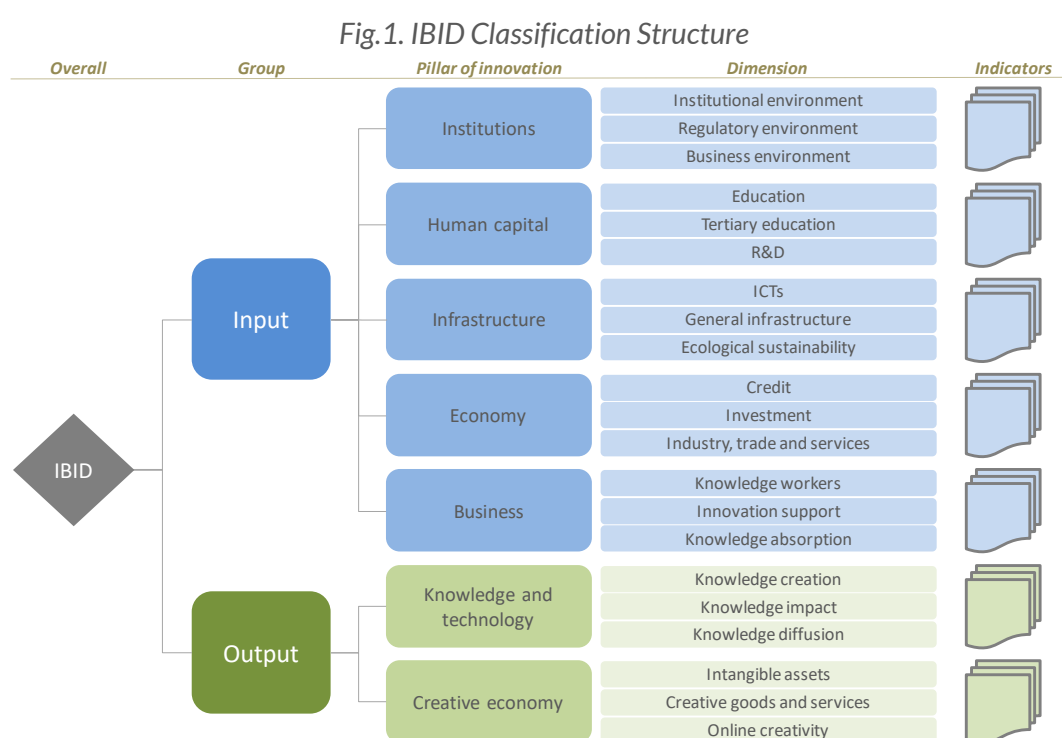 Fig.1. IBID Classification Structure
Overall Group Pillar of innovation Dimension Indicators
IBID
Input
Institutions
Institutional environment
Regulatory environment
Business environment
Human capital
Education
Tertiary education
R&D
Infrastructure
ICTs
General infrastructure
Ecological sustainability
Economy
Credit
Investment
Industry, trade and services
Business
Knowledge workers
Innovation support
Knowledge absorption
Output
Knowledge and
technology
Knowledge creation
Knowledge impact
Knowledge diffusion
Creative economy
Intangible assets
Creative goods and services
Online creativity